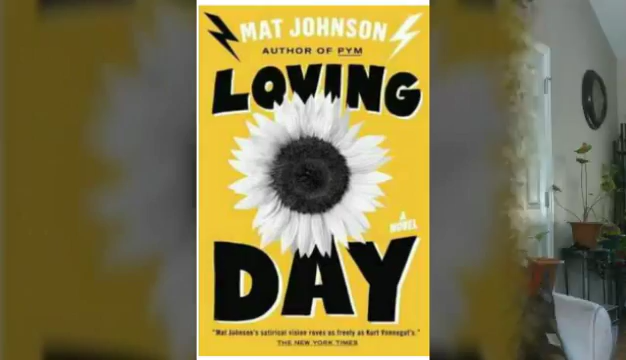 MAT JOHNSON
AUTHOR OF PYM
LOVING
A
NOVEL
DAY
"Mat Johnson's satirical vision roves as freely as Kurt Vonnegut's."
THE NEW YORK TIMES